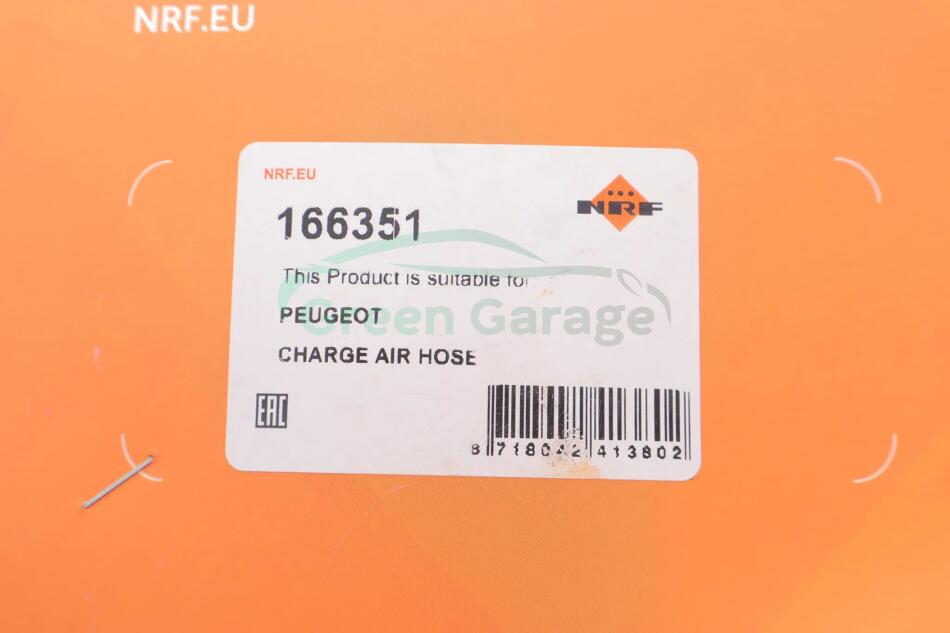 NRF.EU
NRF.EU
NRF
166351
This Product is suitable for
PEUGEOT
Green Garage
CHARGE AIR HOSE
EAC
8 718042 413802